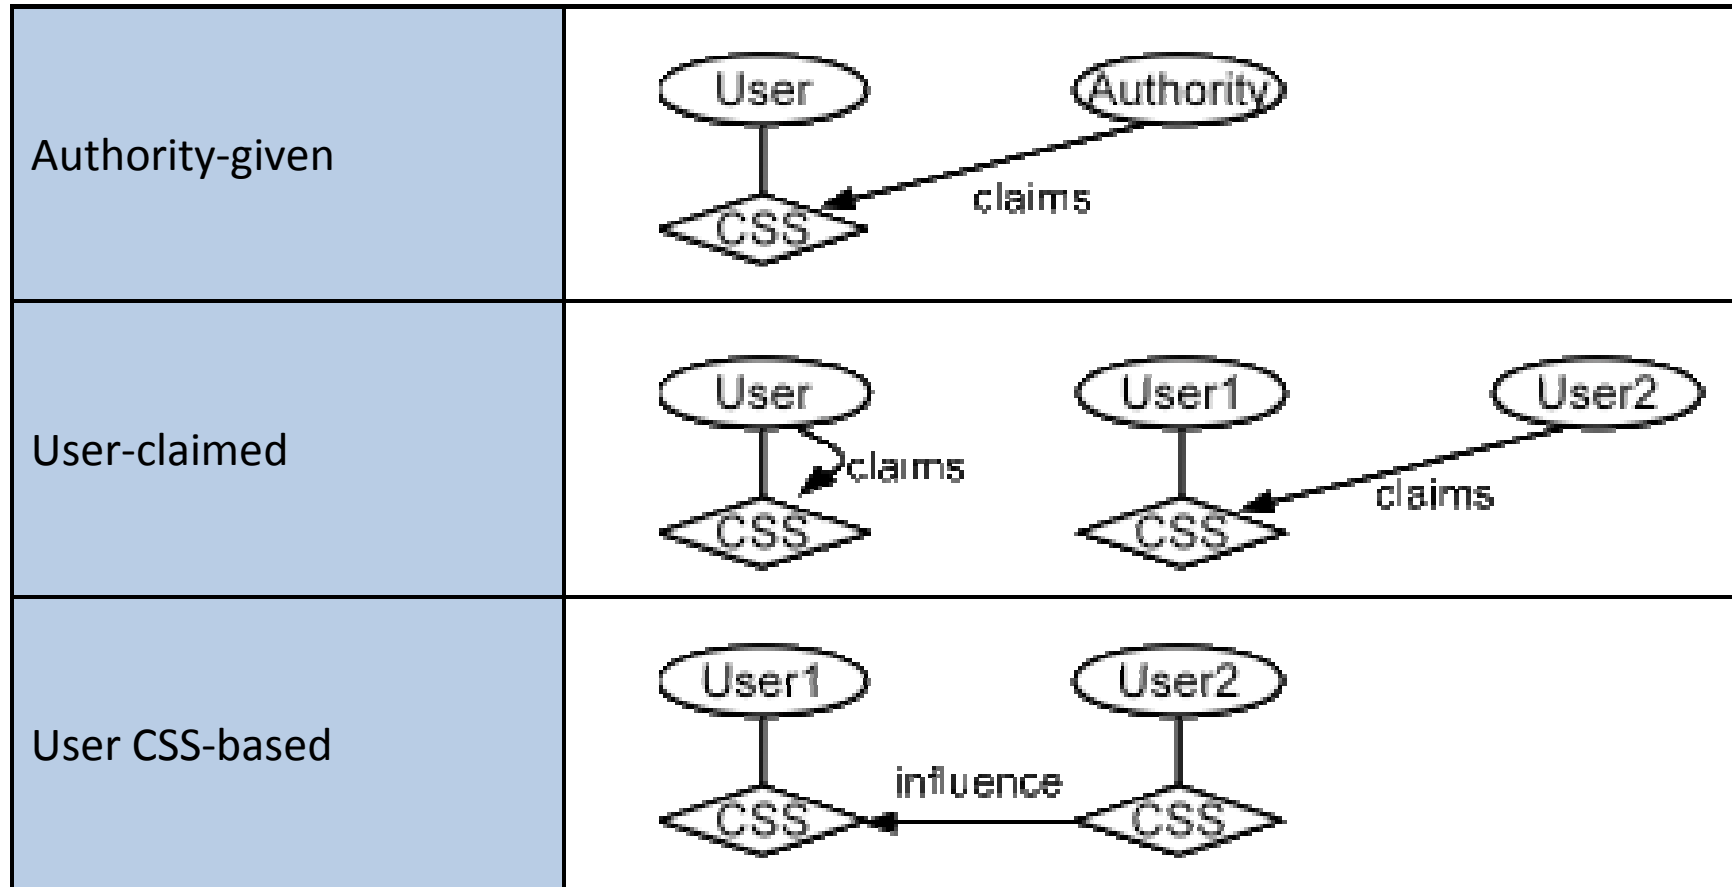 Authority-given
User
Authority
claims
CSS
User-claimed
User
User1
User2
claims
claims
CSS
CSS
User CSS-based
User1
User2
influence
CSS
CSS